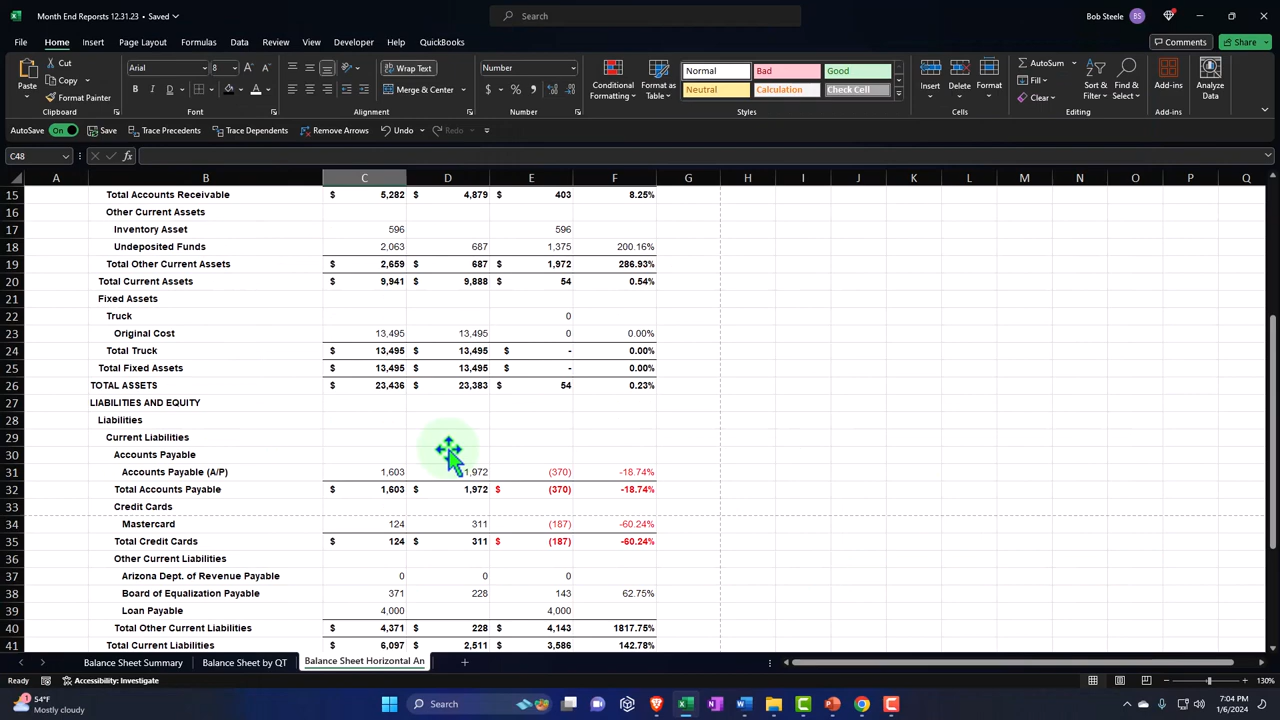 Month End Reporsts 12.31.23 • Saved
Search
Bob Steele BS
File Home Insert Page Layout Formulas Data Review View Developer Help QuickBooks
Comments Share
Paste Cut Copy Format Painter
Arial 8
B I U
Wrap Text
Merge & Center
Number
$ % 9
Conditional Formatting
Format as Table
Normal Bad Good
Neutral Calculation Check Cell
Insert Delete Format
AutoSum
Fill
Clear
Sort & Filter
Find & Select
Add-ins
Analyze Data
Clipboard Font Alignment Number Styles Cells Editing Add-ins
AutoSave On Save Trace Precedents Trace Dependents Remove Arrows Undo Redo
C48 fx
A B C D E F G H I J K L M N O P Q
15 Total Accounts Receivable $ 5,282 $ 4,879 $ 403 8.25%
16 Other Current Assets
17 Inventory Asset 596 596
18 Undeposited Funds 2,063 687 1,375 200.16%
19 Total Other Current Assets $ 2,659 $ 687 $ 1,972 286.93%
20 Total Current Assets $ 9,941 $ 9,888 $ 54 0.54%
21 Fixed Assets
22 Truck 0
23 Original Cost 13,495 13,495 0 0.00%
24 Total Truck $ 13,495 $ 13,495 $ - 0.00%
25 Total Fixed Assets $ 13,495 $ 13,495 $ - 0.00%
26 TOTAL ASSETS $ 23,436 $ 23,383 $ 54 0.23%
27 LIABILITIES AND EQUITY
28 Liabilities
29 Current Liabilities
30 Accounts Payable
31 Accounts Payable (A/P) 1,603 1,972 (370) -18.74%
32 Total Accounts Payable $ 1,603 $ 1,972 $ (370) -18.74%
33 Credit Cards
34 Mastercard 124 311 (187) -60.24%
35 Total Credit Cards $ 124 $ 311 $ (187) -60.24%
36 Other Current Liabilities
37 Arizona Dept. of Revenue Payable 0 0 0
38 Board of Equalization Payable 371 228 143 62.75%
39 Loan Payable 4,000 4,000
40 Total Other Current Liabilities $ 4,371 $ 228 $ 4,143 1817.75%
41 Total Current Liabilities $ 6,097 $ 2,511 $ 3,586 142.78%
Balance Sheet Summary Balance Sheet by QT Balance Sheet Horizontal An
Ready Accessibility: Investigate 130%
54°F
Mostly cloudy
Search
7:04 PM
1/6/2024